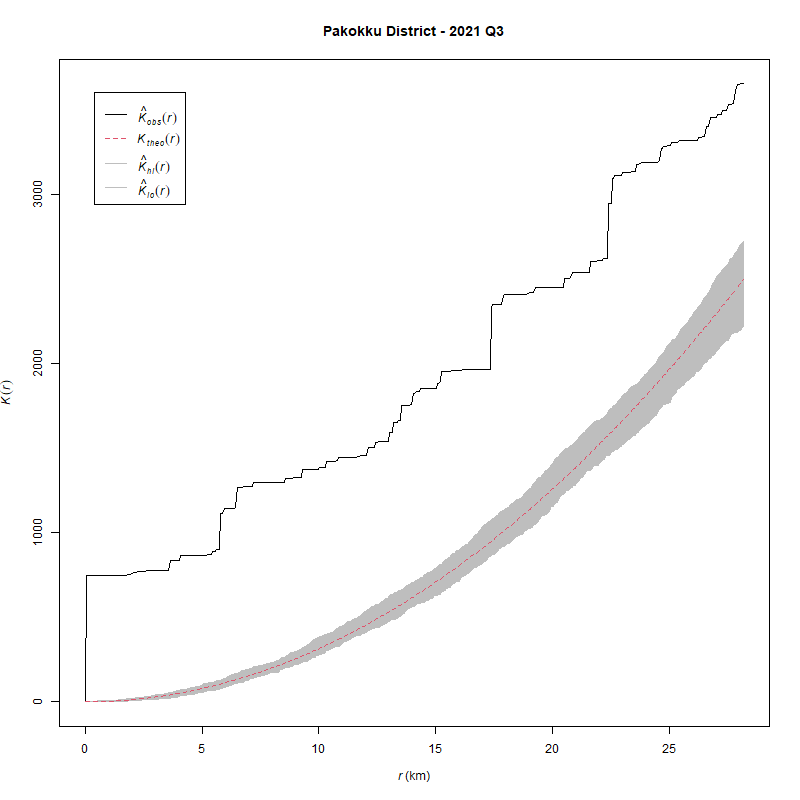 Pakokku District - 2021 Q3
K̂obs(r)
Ktheo(r)
K̂hi(r)
K̂lo(r)
K(r)
0
1000
2000
3000
0 5 10 15 20 25
r (km)